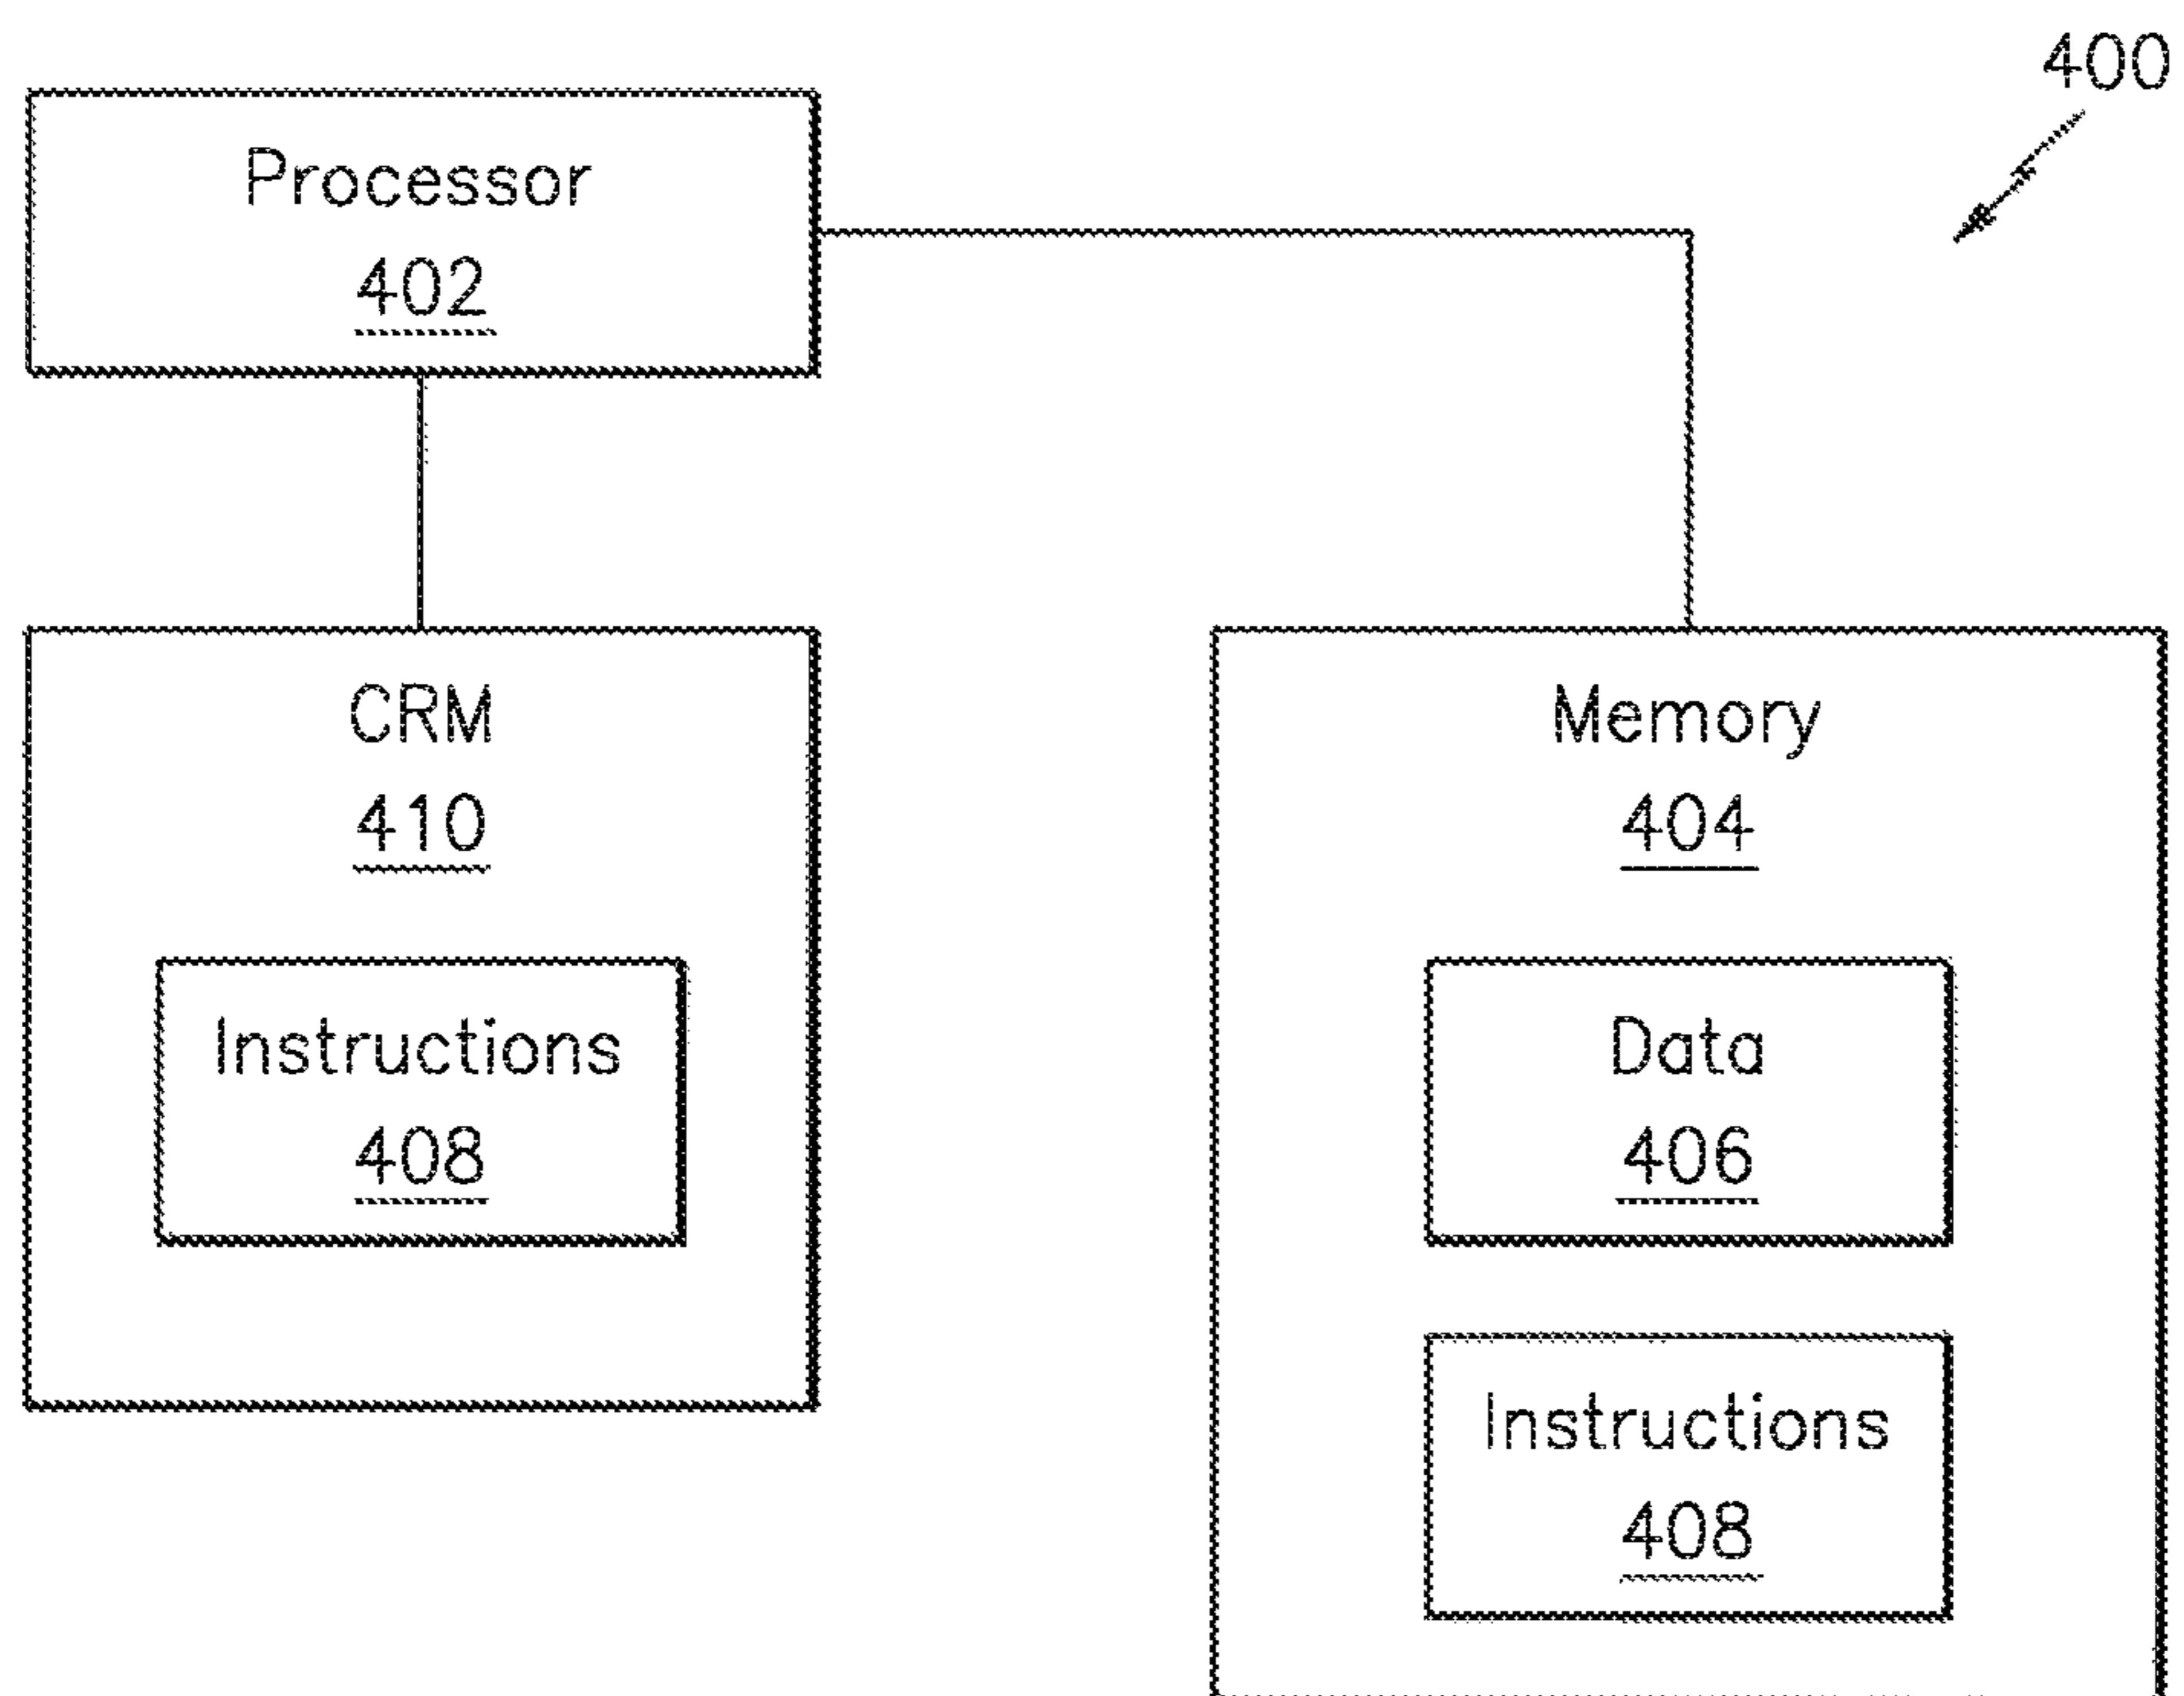 400
Processor
402
CRM
410
Instructions
408
Memory
404
Data
406
Instructions
408